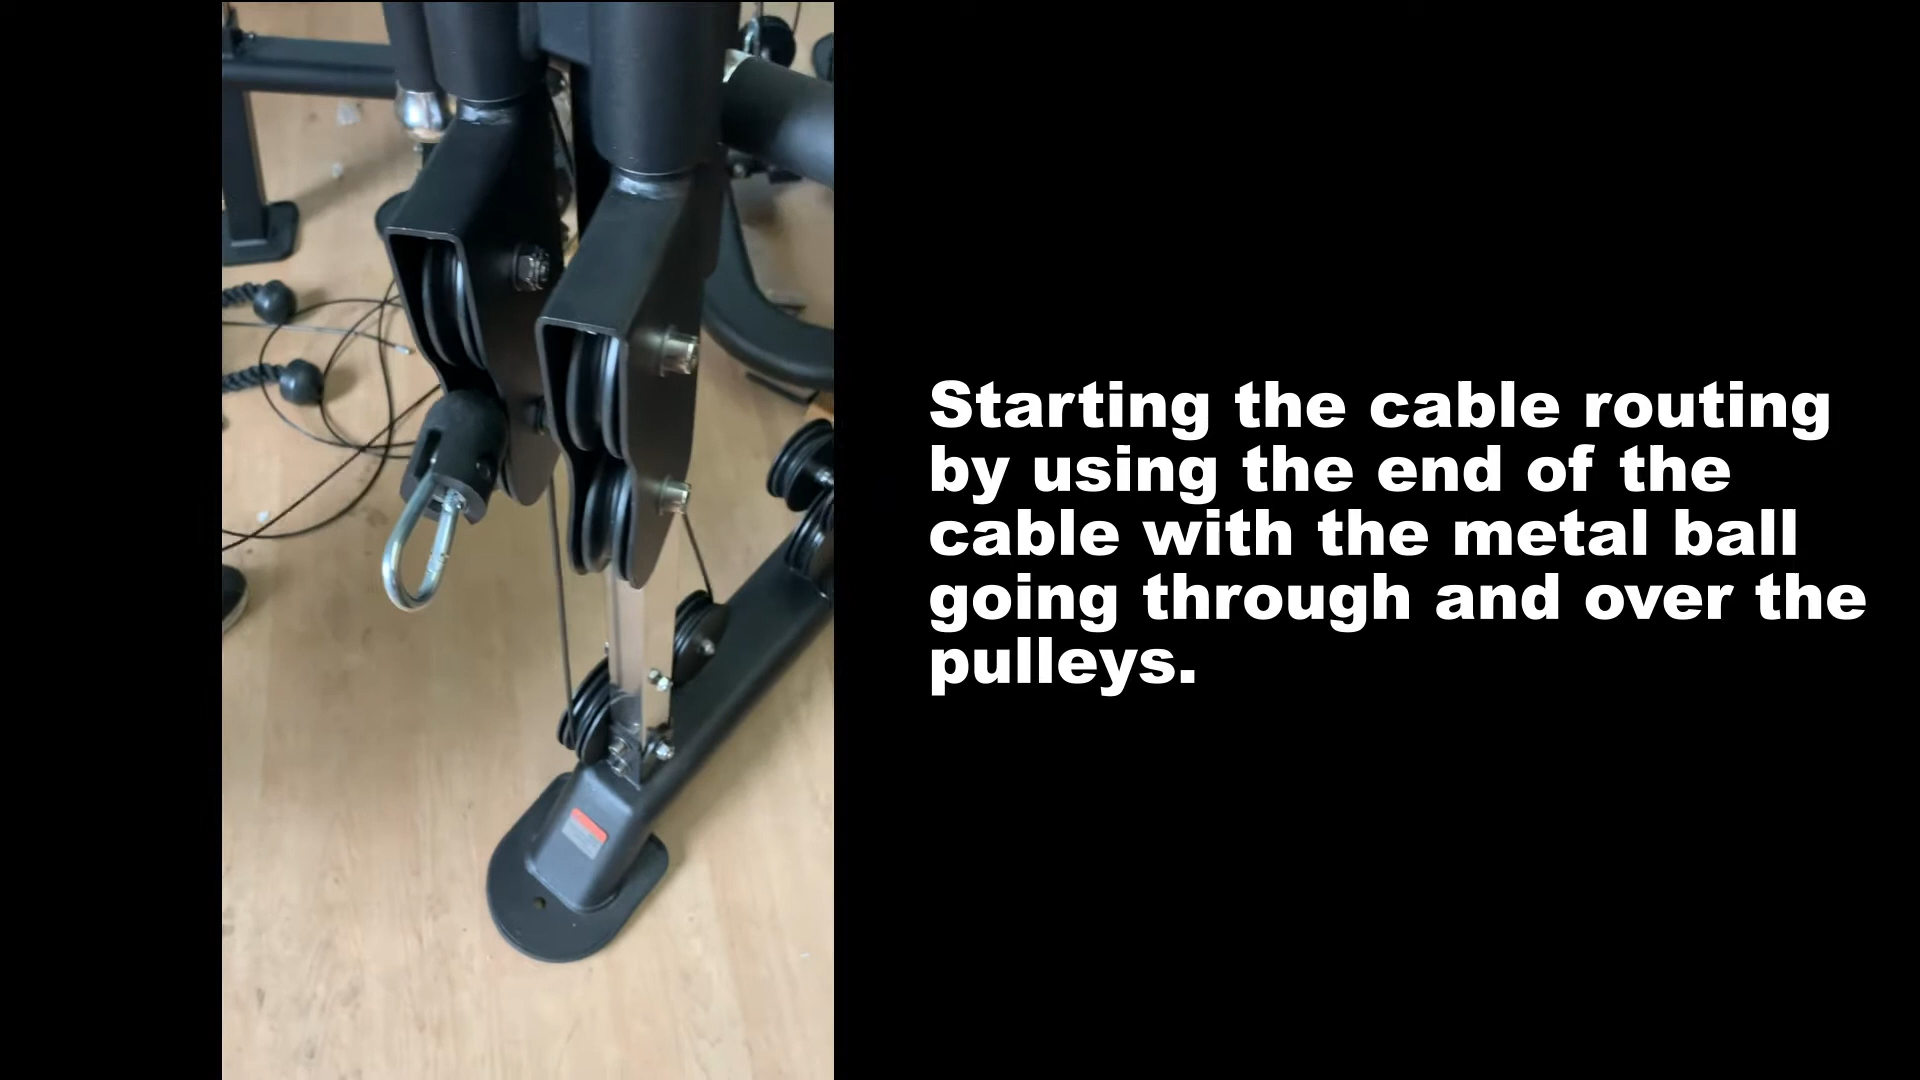 Starting the cable routing
by using the end of the
cable with the metal ball
going through and over the
pulleys.